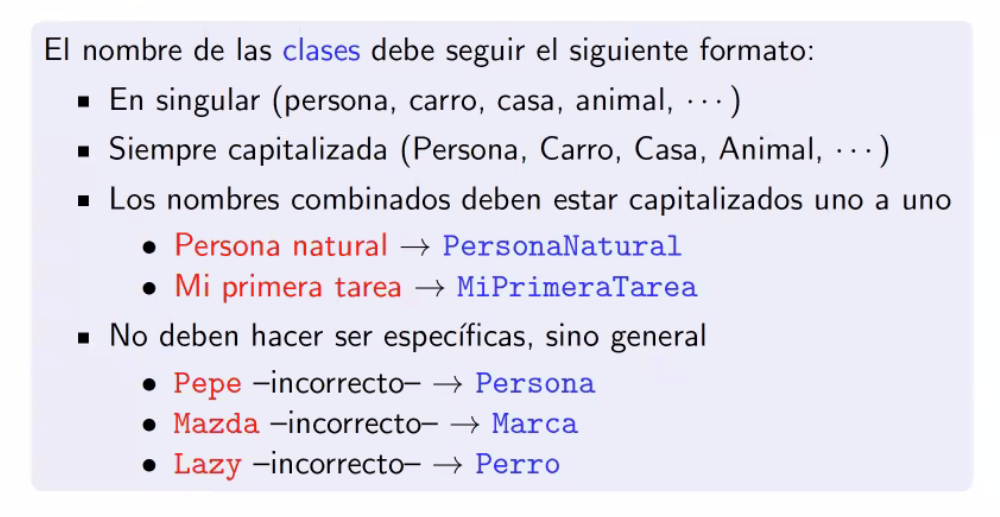 El nombre de las clases debe seguir el siguiente formato:
▪ En singular (persona, carro, casa, animal, ···)
▪ Siempre capitalizada (Persona, Carro, Casa, Animal, ···)
▪ Los nombres combinados deben estar capitalizados uno a uno
• Persona natural → PersonaNatural
• Mi primera tarea → MiPrimeraTarea
▪ No deben hacer ser específicas, sino general
• Pepe –incorrecto– → Persona
• Mazda –incorrecto– → Marca
• Lazy –incorrecto– → Perro